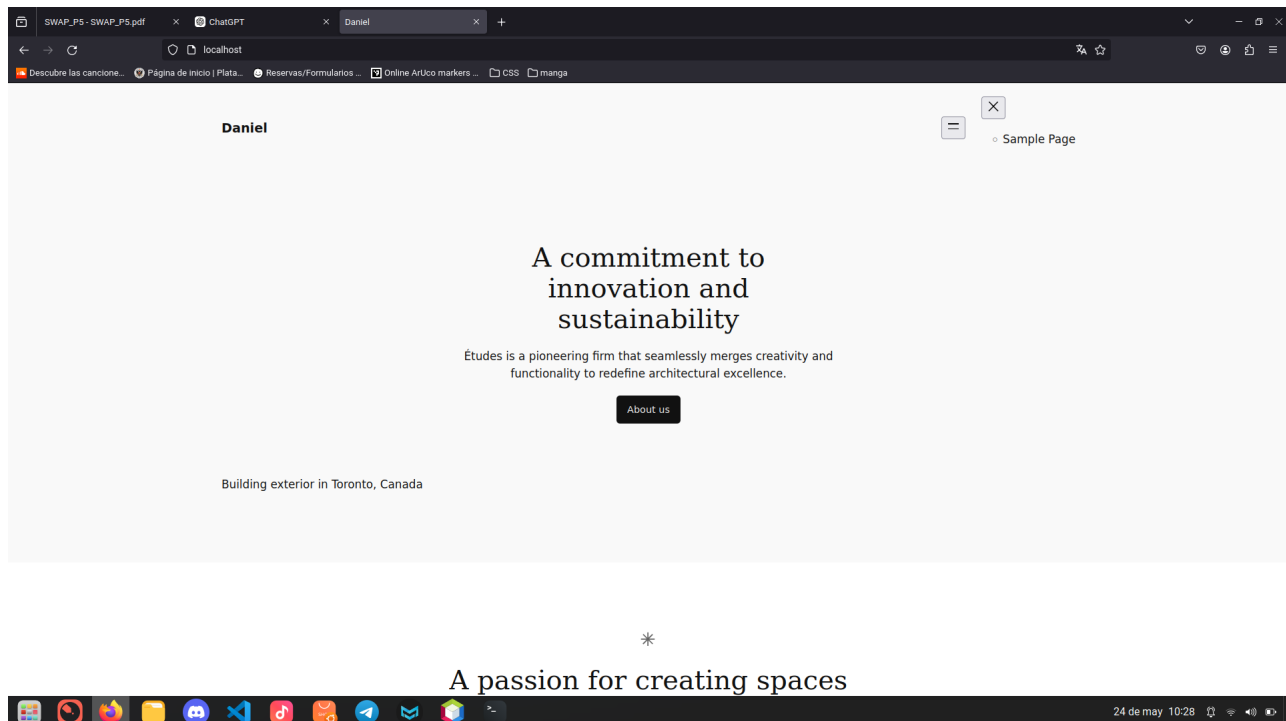 SWAP_P5 - SWAP_P5.pdf
ChatGPT
Daniel
localhost
Descubre las cancione...
Página de inicio | Plata...
Reservas/Formularios ...
Online ArUco markers ...
CSS
manga
Daniel
Sample Page
A commitment to
innovation and
sustainability
Études is a pioneering firm that seamlessly merges creativity and
functionality to redefine architectural excellence.
About us
Building exterior in Toronto, Canada
A passion for creating spaces
24 de may 10:28